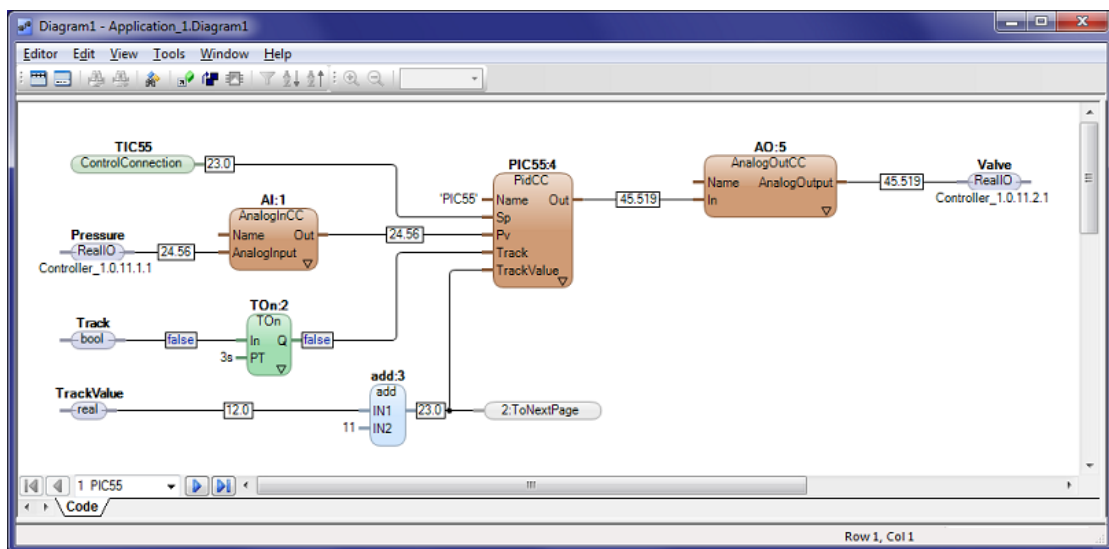 Diagram1 - Application_1.Diagram1
Editor Edit View Tools Window Help
TIC55
ControlConnection
23.0
AI:1
AnalogInCC
Name Out
AnalogInput
Pressure
RealIO
24.56
Controller_1.0.11.1.1
24.56
PIC55:4
PidCC
'PIC55'
Name Out
Sp
Pv
Track
TrackValue
45.519
AO:5
AnalogOutCC
Name AnalogOutput
In
45.519
Valve
RealIO
Controller_1.0.11.2.1
TOn:2
TOn
In Q
PT
3s
Track
bool
false
false
add:3
add
IN1
IN2
11
TrackValue
real
12.0
23.0
2:ToNextPage
1 PIC55
Code
Row 1, Col 1